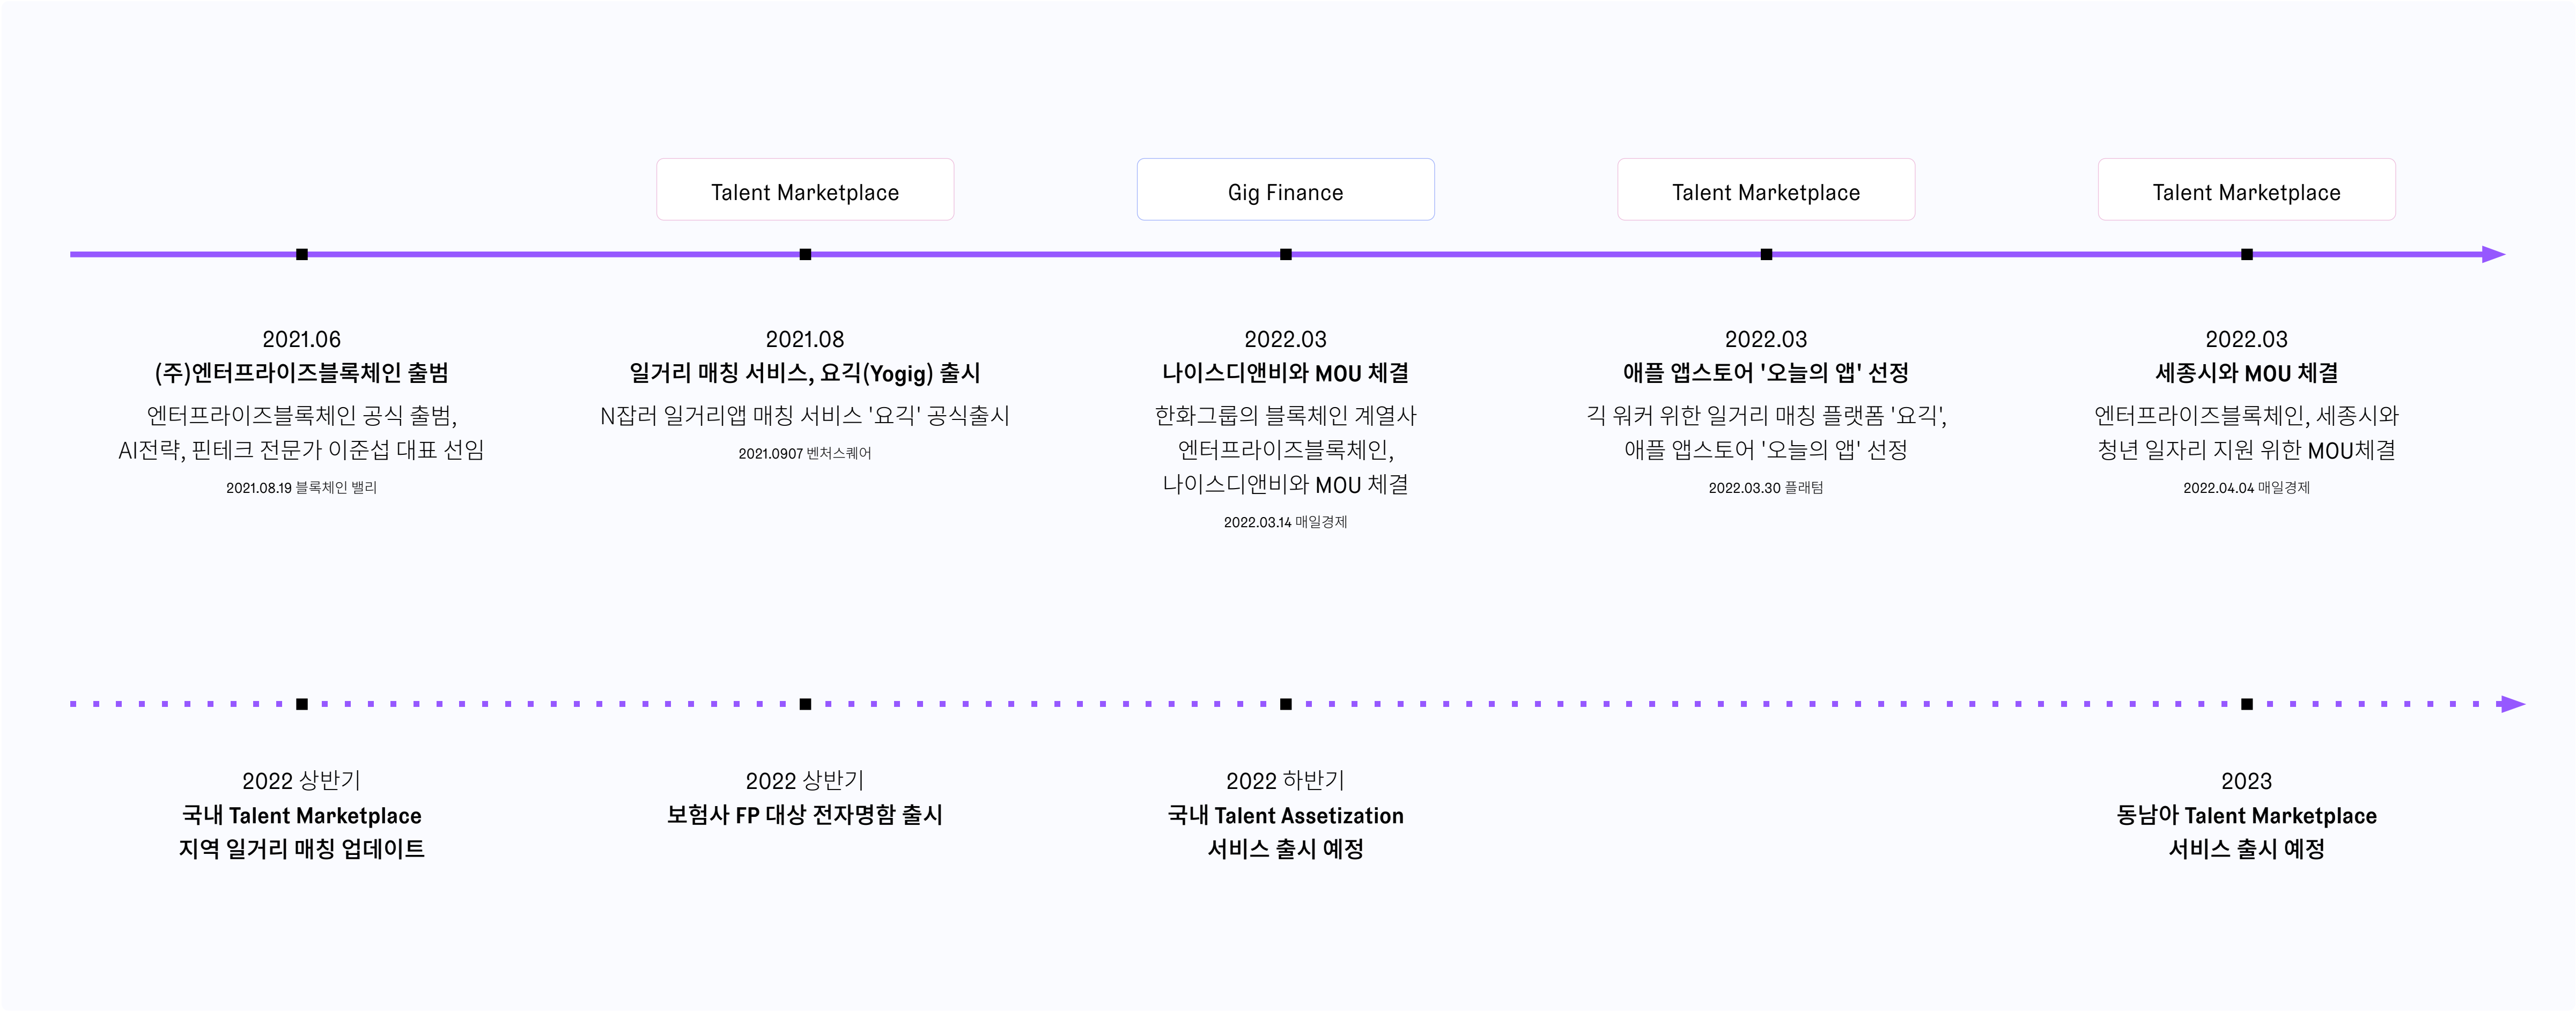 Talent Marketplace
Gig Finance
Talent Marketplace
Talent Marketplace
2021.06
(주)엔터프라이즈블록체인 출범
엔터프라이즈블록체인 공식 출범,
AI전략, 핀테크 전문가 이준섭 대표 선임
2021.08.19 블록체인 밸리
2021.08
일거리 매칭 서비스, 요긱(Yogig) 출시
N잡러 일거리앱 매칭 서비스 '요긱' 공식출시
2021.0907 벤처스퀘어
2022.03
나이스디앤비와 MOU 체결
한화그룹의 블록체인 계열사
엔터프라이즈블록체인,
나이스디앤비와 MOU 체결
2022.03.14 매일경제
2022.03
애플 앱스토어 '오늘의 앱' 선정
긱 워커 위한 일거리 매칭 플랫폼 '요긱',
애플 앱스토어 '오늘의 앱' 선정
2022.03.30 플래텀
2022.03
세종시와 MOU 체결
엔터프라이즈블록체인, 세종시와
청년 일자리 지원 위한 MOU체결
2022.04.04 매일경제
2022 상반기
국내 Talent Marketplace
지역 일거리 매칭 업데이트
2022 상반기
보험사 FP 대상 전자명함 출시
2022 하반기
국내 Talent Assetization
서비스 출시 예정
2023
동남아 Talent Marketplace
서비스 출시 예정